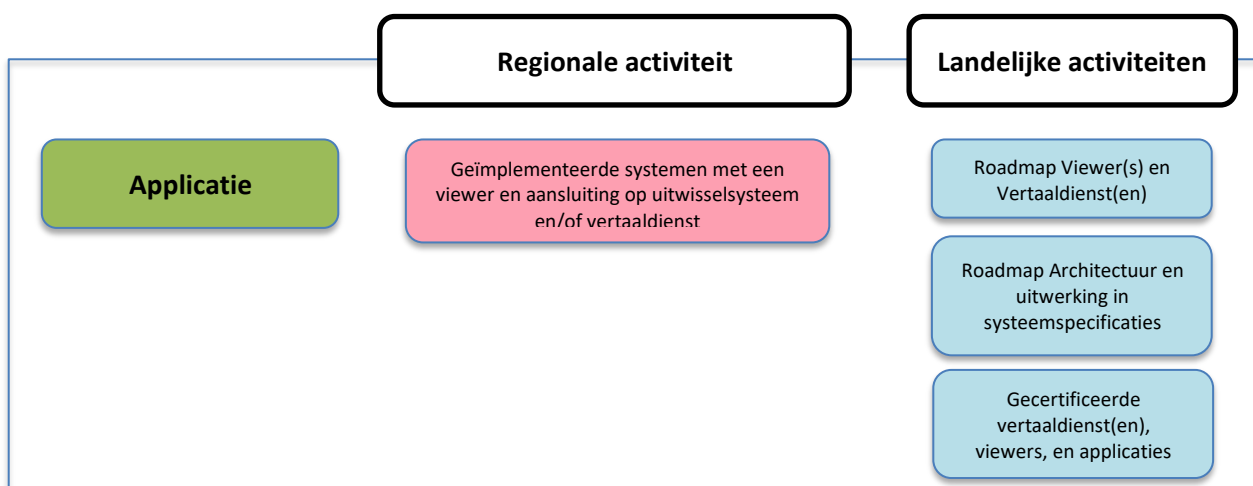 Regionale activiteit
Landelijke activiteiten
Applicatie
Geïmplementeerde systemen met een
viewer en aansluiting op uitwisselsysteem
en/of vertaaldienst
Roadmap Viewer(s) en
Vertaaldienst(en)
Roadmap Architectuur en
uitwerking in
systeemspecificaties
Gecertificeerde
vertaaldienst(en),
viewers, en applicaties